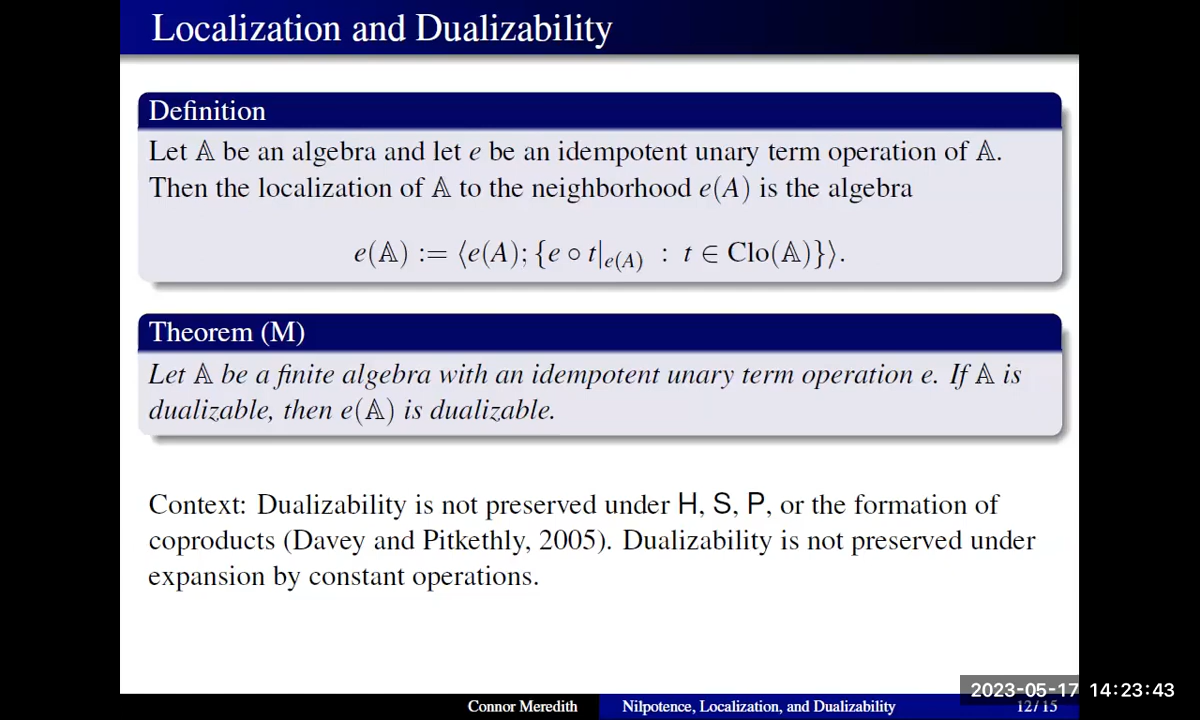 Localization and Dualizability
Definition
Let 𝔸 be an algebra and let e be an idempotent unary term operation of 𝔸.
Then the localization of 𝔸 to the neighborhood e(A) is the algebra
e(𝔸) := ⟨e(A); {e ∘ t|e(A) : t ∈ Clo(𝔸)}⟩.
Theorem (M)
Let 𝔸 be a finite algebra with an idempotent unary term operation e. If 𝔸 is
dualizable, then e(𝔸) is dualizable.
Context: Dualizability is not preserved under H, S, P, or the formation of
coproducts (Davey and Pitkethly, 2005). Dualizability is not preserved under
expansion by constant operations.
2023-05-17 14:23:43
Connor Meredith Nilpotence, Localization, and Dualizability 12/15